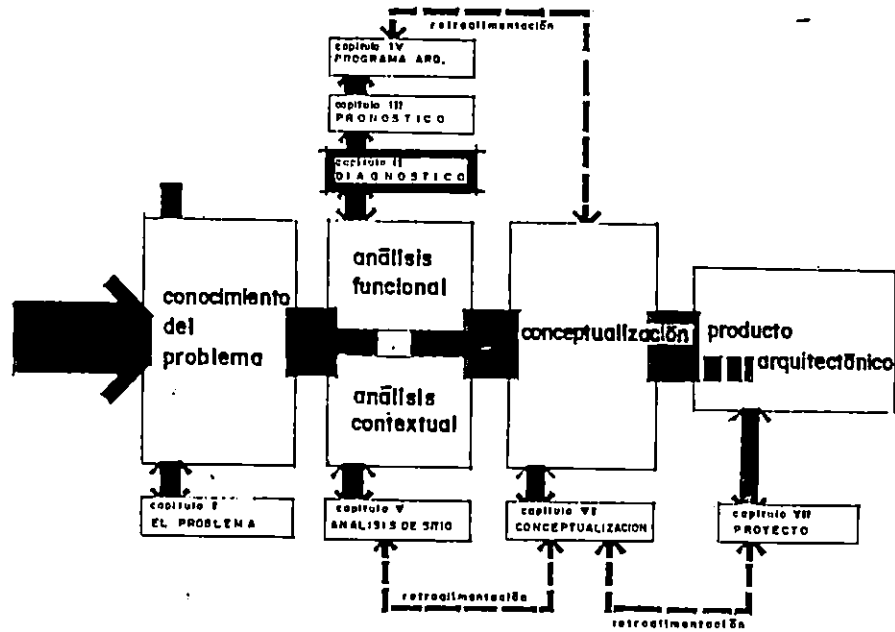 retroalimentación
capitulo IV
PROGRAMA ARQ.
capitulo III
PRONOSTICO
capitulo II
DIAGNOSTICO
conocimiento
del
problema
análisis
funcional
análisis
contextual
conceptualización
producto
arquitectónico
capitulo I
EL PROBLEMA
capitulo V
ANALISIS DE SITIO
capitulo VI
CONCEPTUALIZACION
capitulo VII
PROYECTO
retroalimentación
retroalimentación